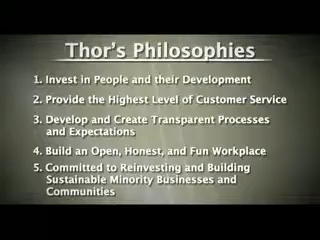 Thor's Philosophies
1. Invest in People and their Development
2. Provide the Highest Level of Customer Service
3. Develop and Create Transparent Processes
and Expectations
4. Build an Open, Honest, and Fun Workplace
5. Committed to Reinvesting and Building
Sustainable Minority Businesses and
Communities